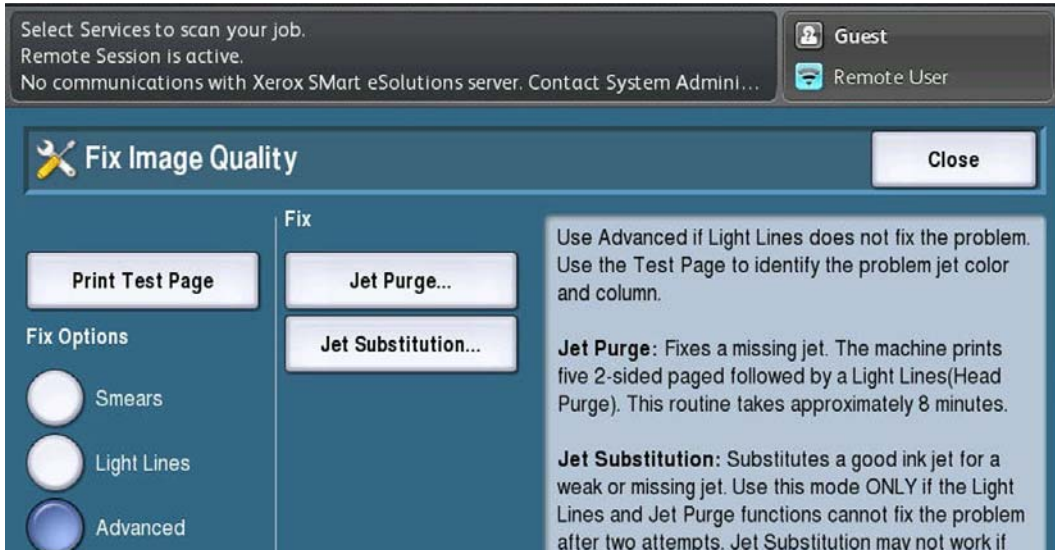 Select Services to scan your job.
Remote Session is active.
No communications with Xerox SMart eSolutions server. Contact System Admini...
Guest
Remote User
Fix Image Quality
Close
Print Test Page
Fix Options
Smears
Light Lines
Advanced
Fix
Jet Purge...
Jet Substitution...
Use Advanced if Light Lines does not fix the problem.
Use the Test Page to identify the problem jet color
and column.
Jet Purge: Fixes a missing jet. The machine prints
five 2-sided paged followed by a Light Lines(Head
Purge). This routine takes approximately 8 minutes.
Jet Substitution: Substitutes a good ink jet for a
weak or missing jet. Use this mode ONLY if the Light
Lines and Jet Purge functions cannot fix the problem
after two attempts. Jet Substitution may not work if